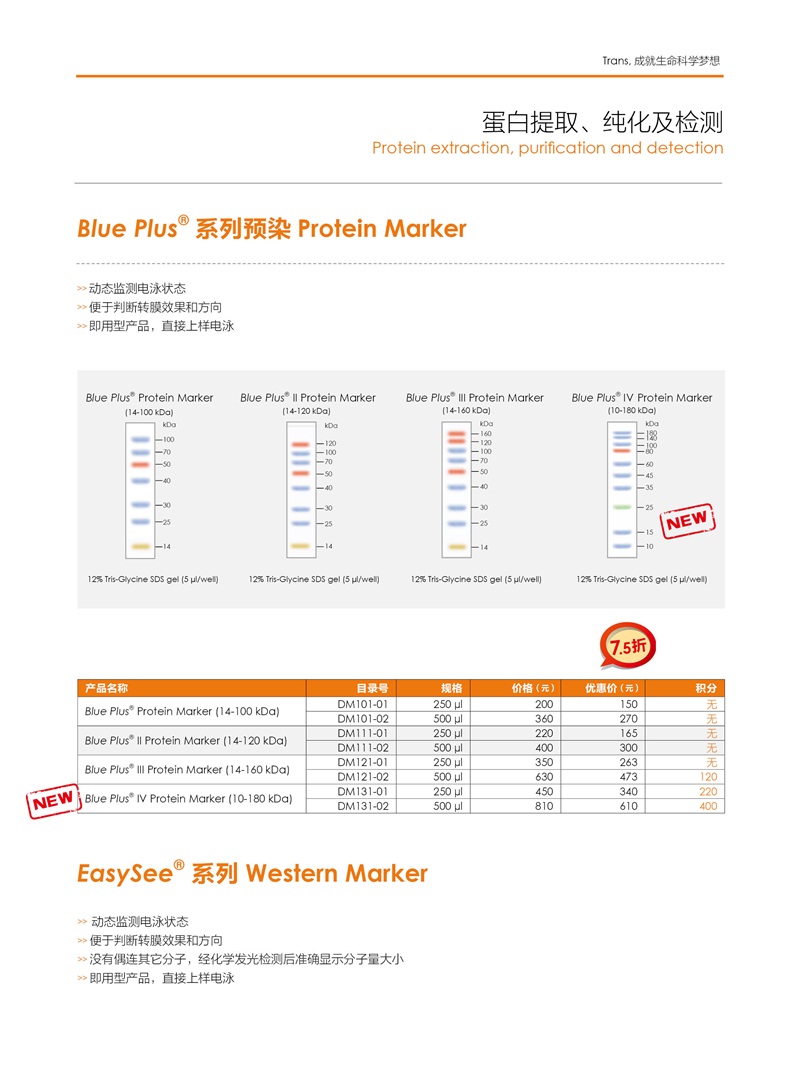 Trans, 成就生命科学梦想
蛋白提取、纯化及检测
Protein extraction, purification and detection
Blue Plus® 系列预染 Protein Marker
>> 动态监测电泳状态
>> 便于判断转膜效果和方向
>> 即用型产品，直接上样电泳
Blue Plus® Protein Marker
(14-100 kDa)
kDa
100
70
50
40
30
25
14
12% Tris-Glycine SDS gel (5 µl/well)
Blue Plus® II Protein Marker
(14-120 kDa)
kDa
120
100
70
50
40
30
25
14
12% Tris-Glycine SDS gel (5 µl/well)
Blue Plus® III Protein Marker
(14-160 kDa)
kDa
160
120
100
70
50
40
30
25
14
12% Tris-Glycine SDS gel (5 µl/well)
Blue Plus® IV Protein Marker
(10-180 kDa)
kDa
180
140
100
80
60
45
35
25
15
10
NEW
12% Tris-Glycine SDS gel (5 µl/well)
7.5折
产品名称 目录号 规格 价格（元） 优惠价（元） 积分
Blue Plus® Protein Marker (14-100 kDa) DM101-01 250 µl 200 150 无
DM101-02 500 µl 360 270 无
Blue Plus® II Protein Marker (14-120 kDa) DM111-01 250 µl 220 165 无
DM111-02 500 µl 400 300 无
Blue Plus® III Protein Marker (14-160 kDa) DM121-01 250 µl 350 263 无
DM121-02 500 µl 630 473 120
NEW Blue Plus® IV Protein Marker (10-180 kDa) DM131-01 250 µl 450 340 220
DM131-02 500 µl 810 610 400
EasySee® 系列 Western Marker
>> 动态监测电泳状态
>> 便于判断转膜效果和方向
>> 没有偶连其它分子，经化学发光检测后准确显示分子量大小
>> 即用型产品，直接上样电泳